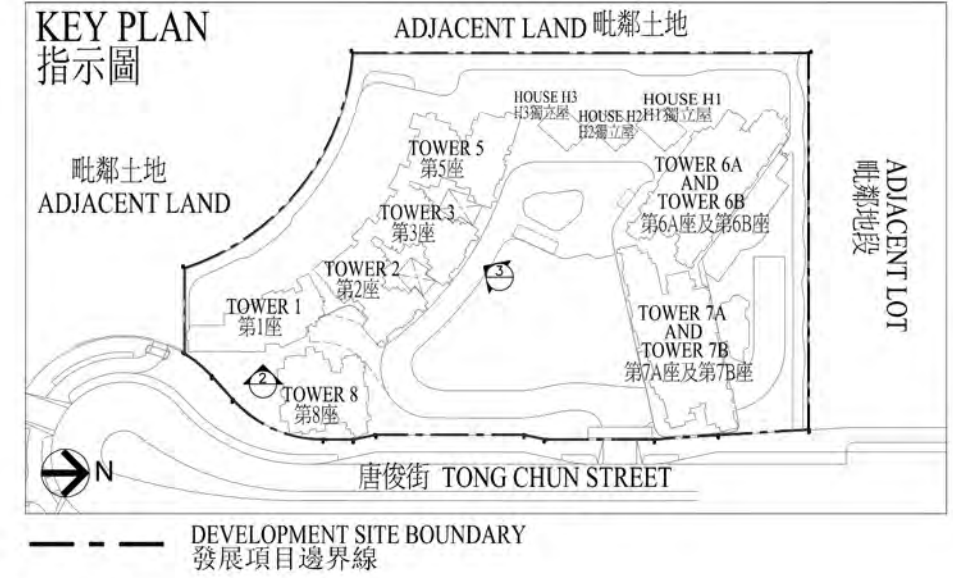 KEY PLAN
指示圖
ADJACENT LAND 毗鄰土地
毗鄰土地
ADJACENT LAND
HOUSE H3
H3獨立屋
HOUSE H2
H2獨立屋
HOUSE H1
H1獨立屋
TOWER 5
第5座
TOWER 3
第3座
TOWER 2
第2座
TOWER 1
第1座
TOWER 8
第8座
2
3
TOWER 6A
AND
TOWER 6B
第6A座及第6B座
TOWER 7A
AND
TOWER 7B
第7A座及第7B座
ADJACENT LOT
毗鄰地段
N
唐俊街 TONG CHUN STREET
DEVELOPMENT SITE BOUNDARY
發展項目邊界線